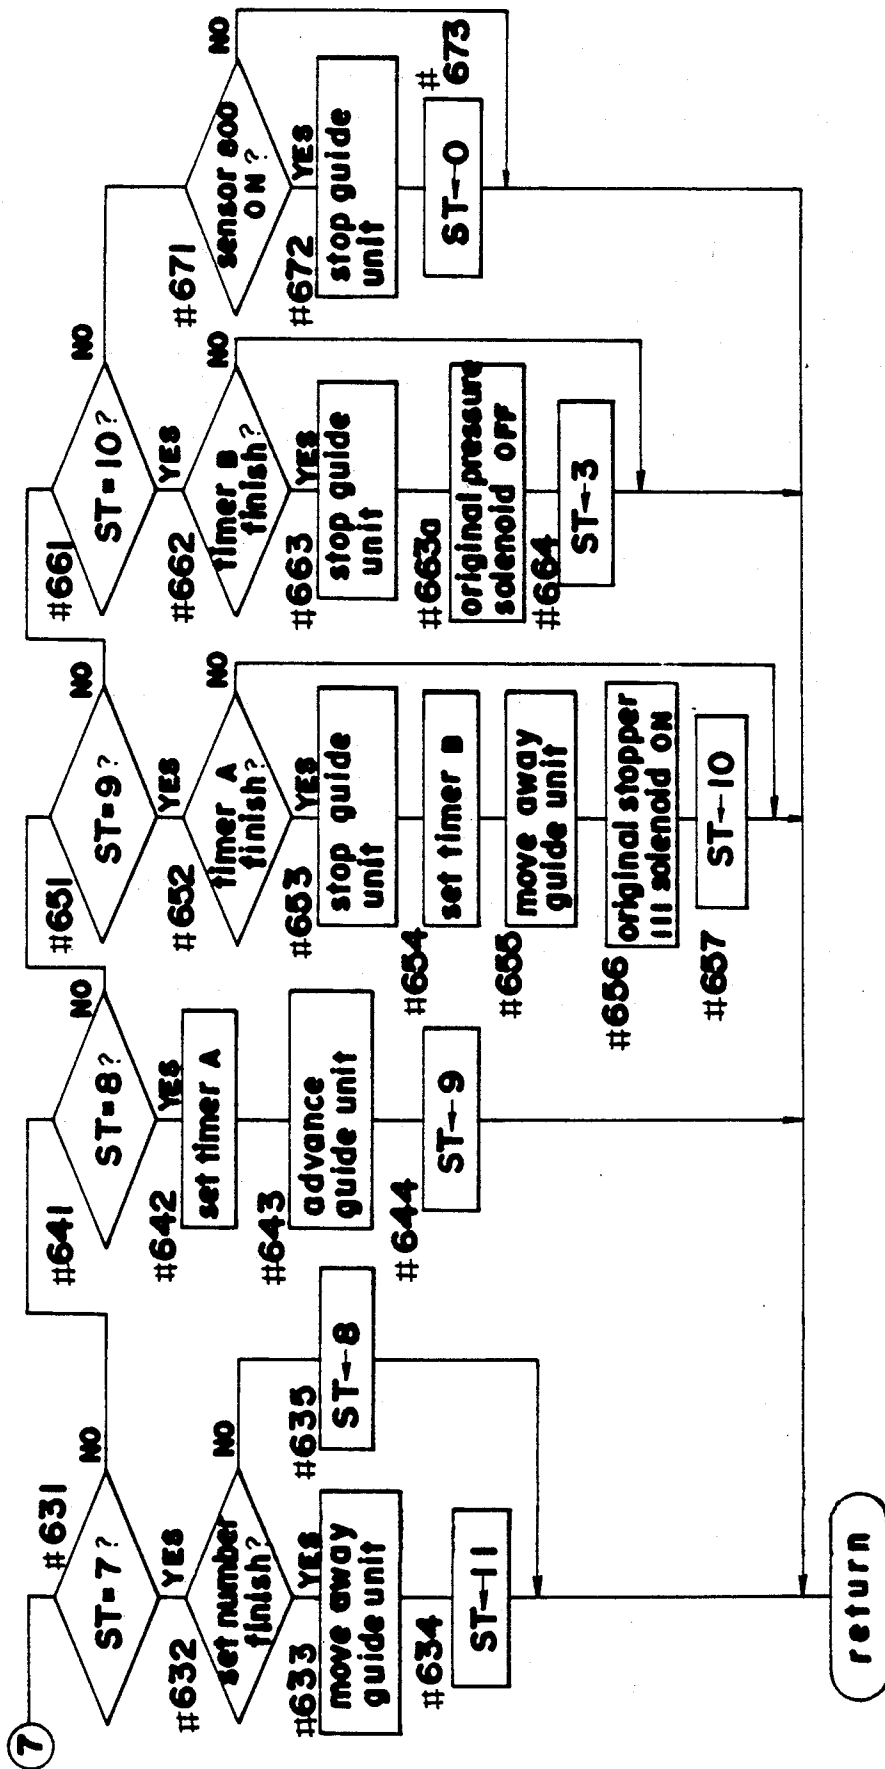 7
#631
ST=7?
NO
YES
#632
set number
finish?
NO
YES
#633
move away
guide unit
#634
ST←11
#635
ST←8
#641
ST=8?
NO
YES
#642
set timer A
#643
advance
guide unit
#644
ST←9
#651
ST=9?
NO
YES
#652
timer A
finish?
NO
YES
#653
stop guide
unit
#654
set timer B
#655
move away
guide unit
#656
original stopper
III solenoid ON
#657
ST←10
#661
ST=10?
NO
YES
#662
timer B
finish?
NO
YES
#663
stop guide
unit
#663a
original pressure
solenoid OFF
#664
ST←3
#671
sensor 800
ON?
NO
YES
#672
stop guide
unit
#673
ST←0
return